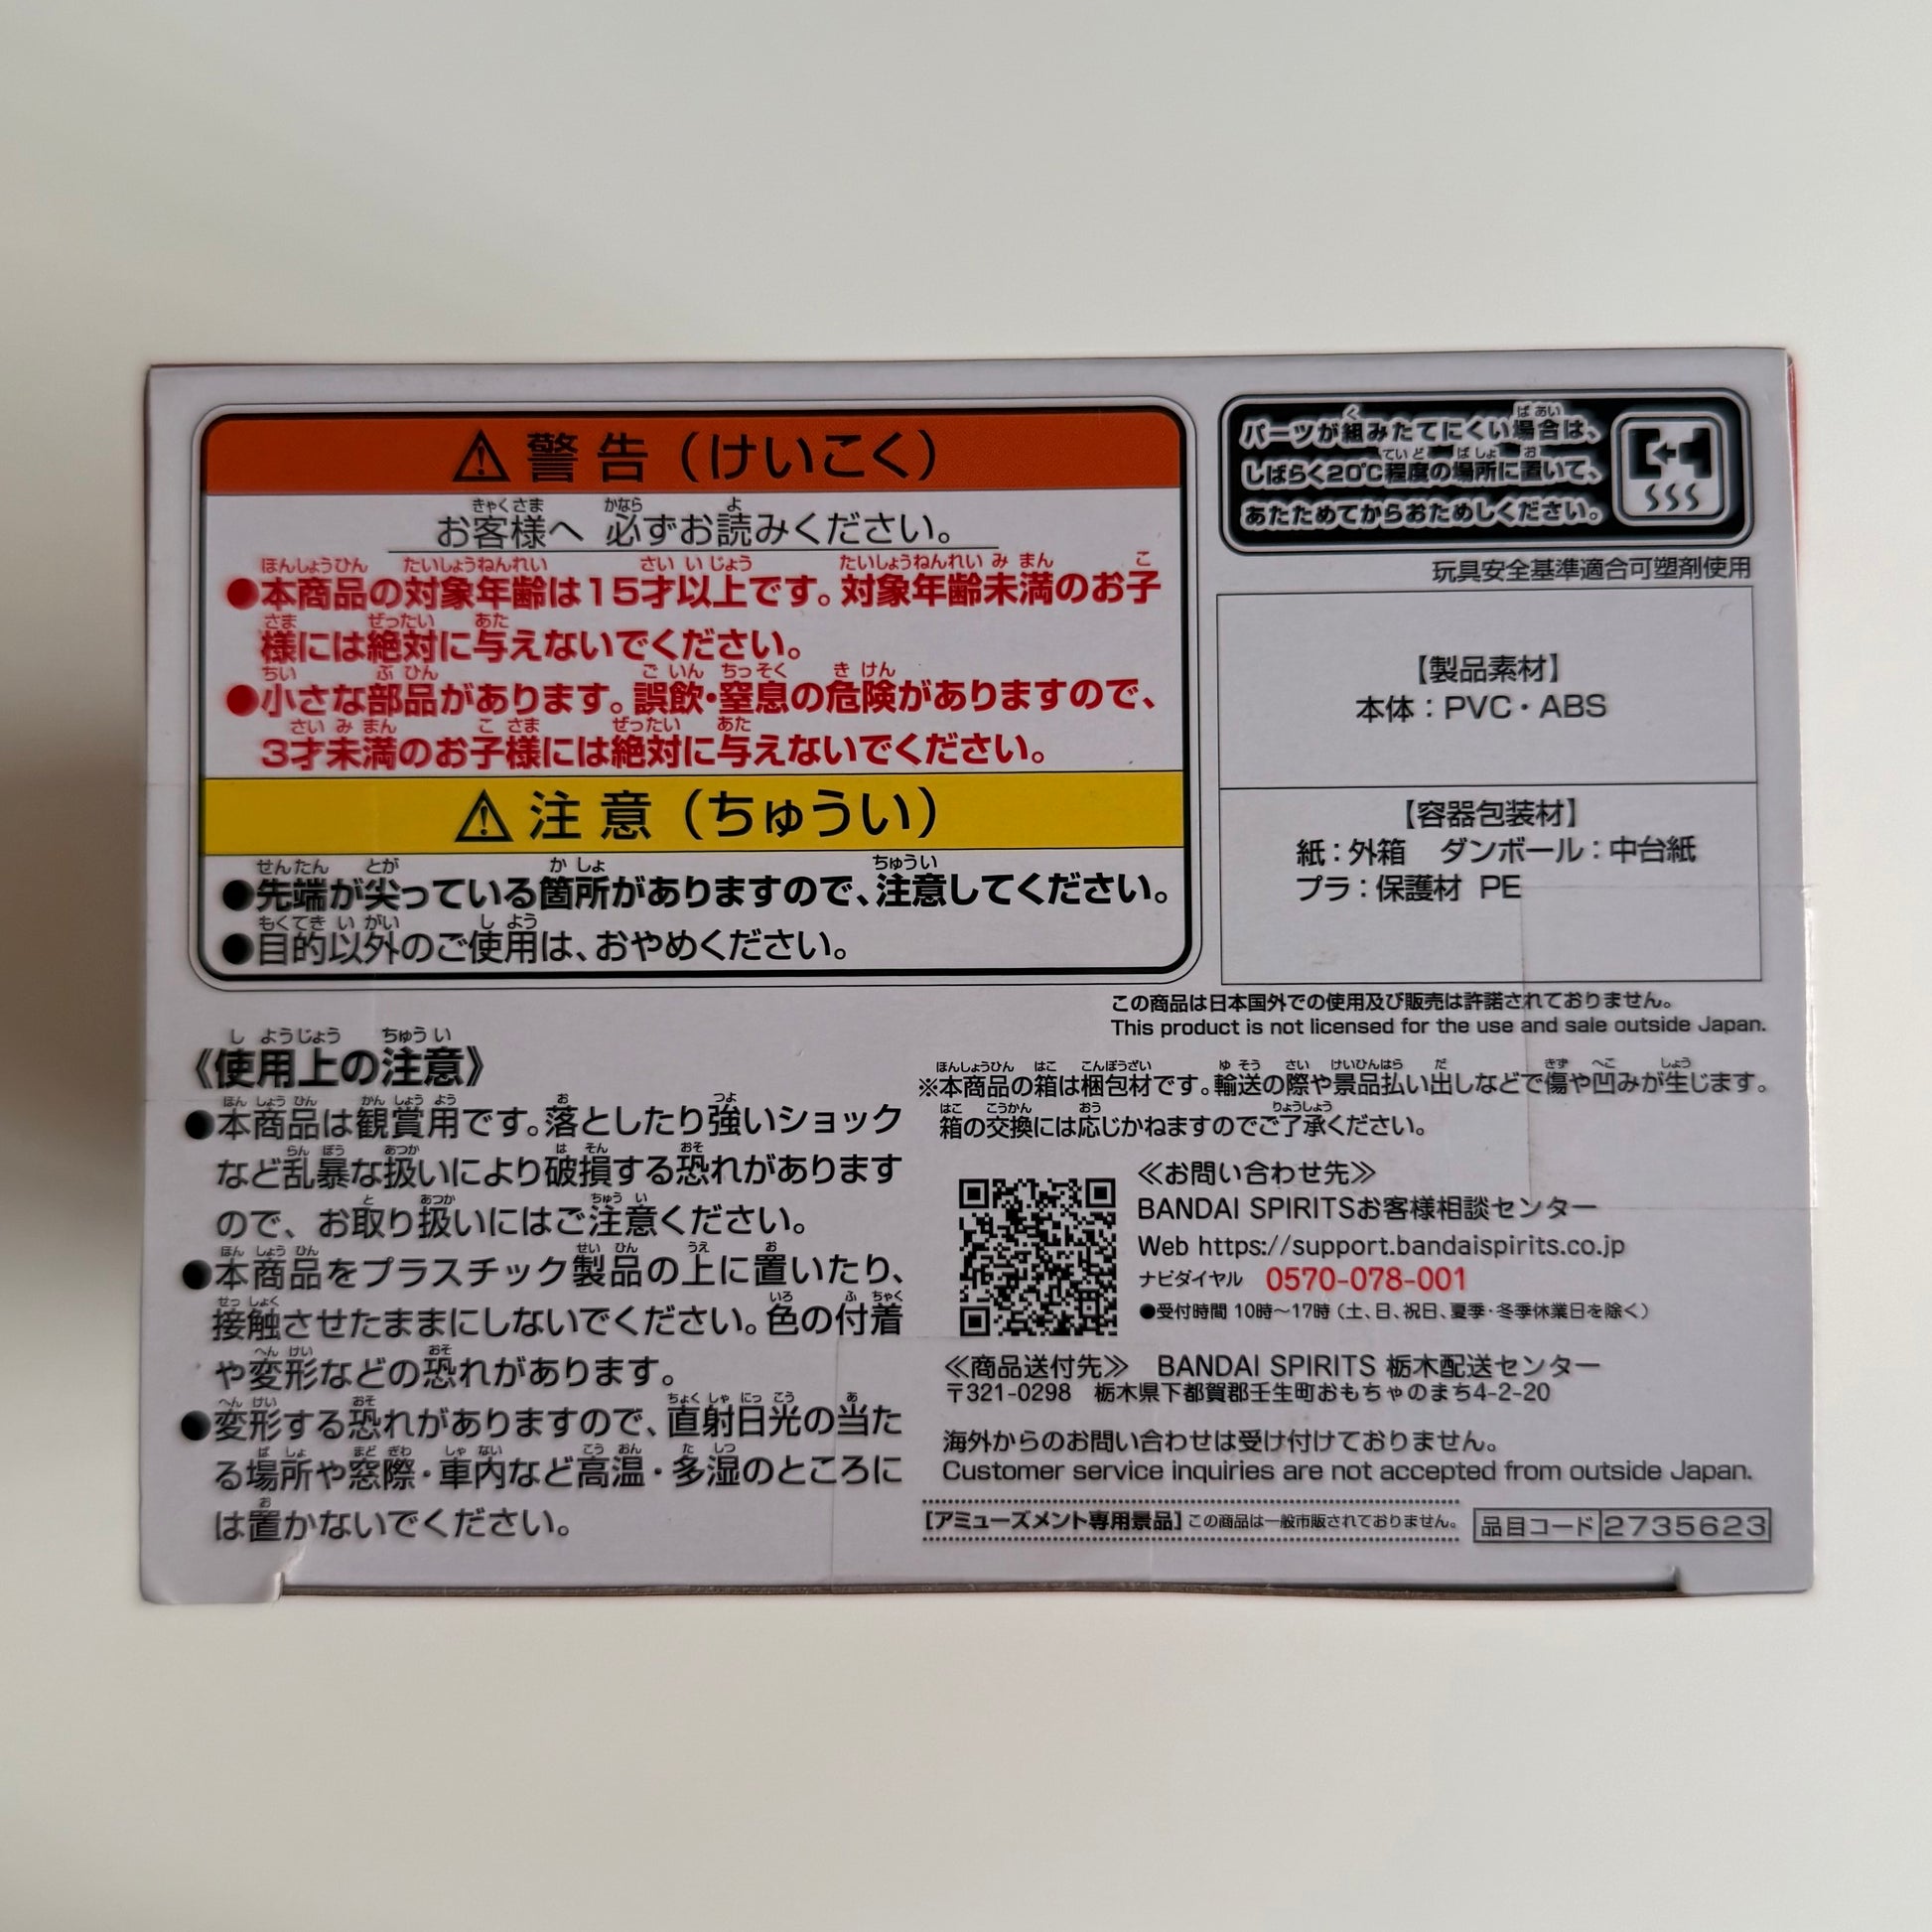 ⚠警告（けいこく）
お客様へ 必ずお読みください。
●本商品の対象年齢は15才以上です。対象年齢未満のお子
様には絶対に与えないでください。
●小さな部品があります。誤飲・窒息の危険がありますので、
3才未満のお子様には絶対に与えないでください。
⚠注意（ちゅうい）
●先端が尖っている箇所がありますので、注意してください。
●目的以外のご使用は、おやめください。
パーツが組みたてにくい場合は、
しばらく20℃程度の場所に置いて、
あたためてからおためしください。
玩具安全基準適合可塑剤使用
【製品素材】
本体：PVC・ABS
【容器包装材】
紙：外箱 ダンボール：中台紙
プラ：保護材 PE
この商品は日本国外での使用及び販売は許諾されておりません。
This product is not licensed for the use and sale outside Japan.
《使用上の注意》
●本商品は観賞用です。落としたり強いショック
など乱暴な扱いにより破損する恐れがあります
ので、お取り扱いにはご注意ください。
●本商品をプラスチック製品の上に置いたり、
接触させたままにしないでください。色の付着
や変形などの恐れがあります。
●変形する恐れがありますので、直射日光の当た
る場所や窓際・車内など高温・多湿のところに
は置かないでください。
※本商品の箱は梱包材です。輸送の際や景品払い出しなどで傷や凹みが生じます。
箱の交換には応じかねますのでご了承ください。
≪お問い合わせ先≫
BANDAI SPIRITSお客様相談センター
Web https://support.bandaispirits.co.jp
ナビダイヤル 0570-078-001
●受付時間 10時〜17時（土、日、祝日、夏季・冬季休業日を除く）
≪商品送付先≫ BANDAI SPIRITS 栃木配送センター
〒321-0298 栃木県下都賀郡壬生町おもちゃのまち4-2-20
海外からのお問い合わせは受け付けておりません。
Customer service inquiries are not accepted from outside Japan.
［アミューズメント専用景品］この商品は一般市販されておりません。
品目コード 2735623